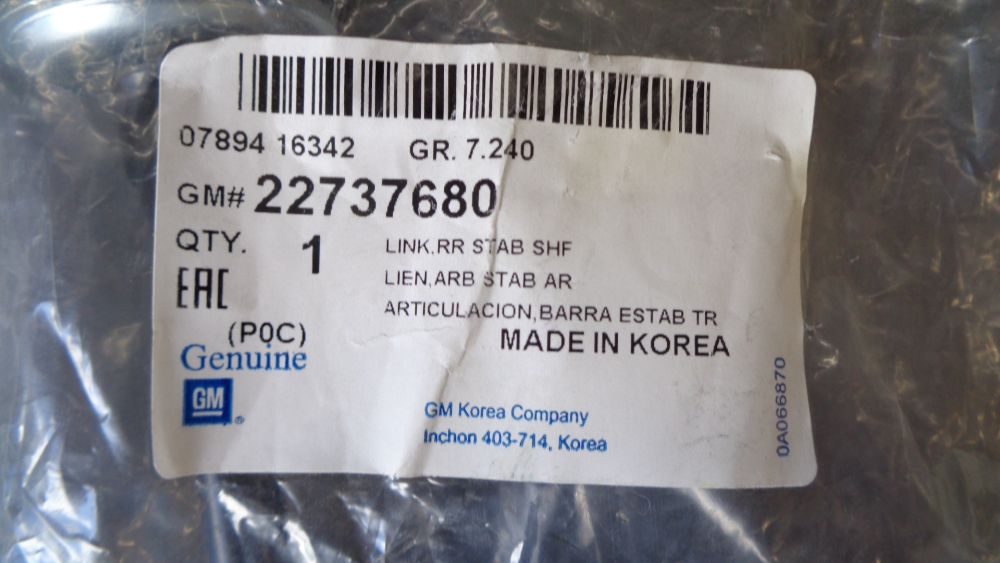 07894 16342 GR. 7.240
GM# 22737680
QTY. 1 LINK,RR STAB SHF
LIEN,ARB STAB AR
EAC
ARTICULACION,BARRA ESTAB TR
(P0C) MADE IN KOREA
Genuine
GM ®
GM Korea Company
Inchon 403-714, Korea
0A066870